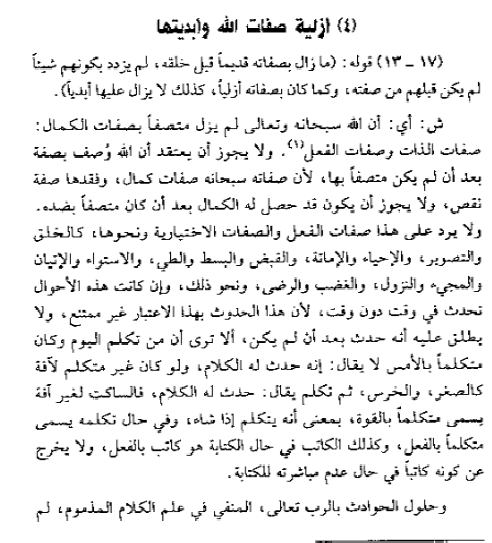 (٤) أزلية صفات الله وأبديتها
(١٧ - ١٣) قوله: (ما زال بصفاته قديماً قبل خلقه، لم يزدد بكونهم شيئاً
لم يكن قبلهم من صفته، وكما كان بصفاته أزلياً، كذلك لا يزال عليها أبدياً).
ش: أي: أن الله سبحانه وتعالى لم يزل متصفاً بصفات الكمال:
صفات الذات وصفات الفعل(١). ولا يجوز أن يعتقد أن الله وُصف بصفة
بعد أن لم يكن متصفاً بها، لأن صفاته سبحانه صفات كمال، وفقدها صفة
نقص، ولا يجوز أن يكون قد حصل له الكمال بعد أن كان متصفاً بضده.
ولا يرد على هذا صفات الفعل والصفات الاختيارية ونحوها، كالخلق
والتصوير، والإحياء والإماتة، والقبض والبسط والطي، والاستواء والإتيان
والمجيء والنزول، والغضب والرضى، ونحو ذلك، وإن كانت هذه الأحوال
تحدث في وقت دون وقت، لأن هذا الحدوث بهذا الاعتبار غير ممتنع، ولا
يطلق عليه أنه حدث بعد أن لم يكن، ألا ترى أن من تكلم اليوم وكان
متكلماً بالأمس لا يقال: إنه حدث له الكلام، ولو كان غير متكلم لآفة
كالصغر، والخرس، ثم تكلم يقال: حدث له الكلام، فالساكت لغير آفة
يسمى متكلماً بالقوة، بمعنى أنه يتكلم إذا شاء، وفي حال تكلمه يسمى
متكلماً بالفعل، وكذلك الكاتب في حال الكتابة هو كاتب بالفعل، ولا يخرج
عن كونه كاتباً في حال عدم مباشرته للكتابة.
وحلول الحوادث بالرب تعالى، المنفي في علم الكلام المذموم، لم